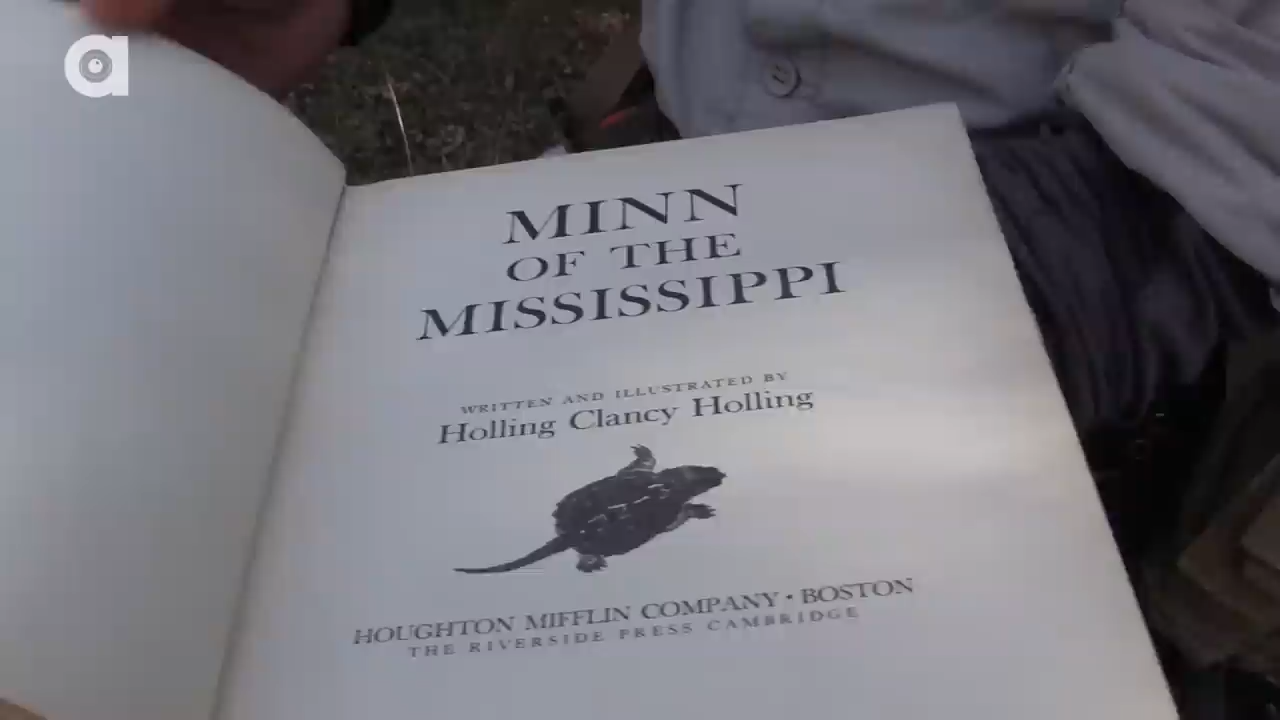 a
MINN
OF THE
MISSISSIPPI
WRITTEN AND ILLUSTRATED BY
Holling Clancy Holling
HOUGHTON MIFFLIN COMPANY • BOSTON
THE RIVERSIDE PRESS CAMBRIDGE